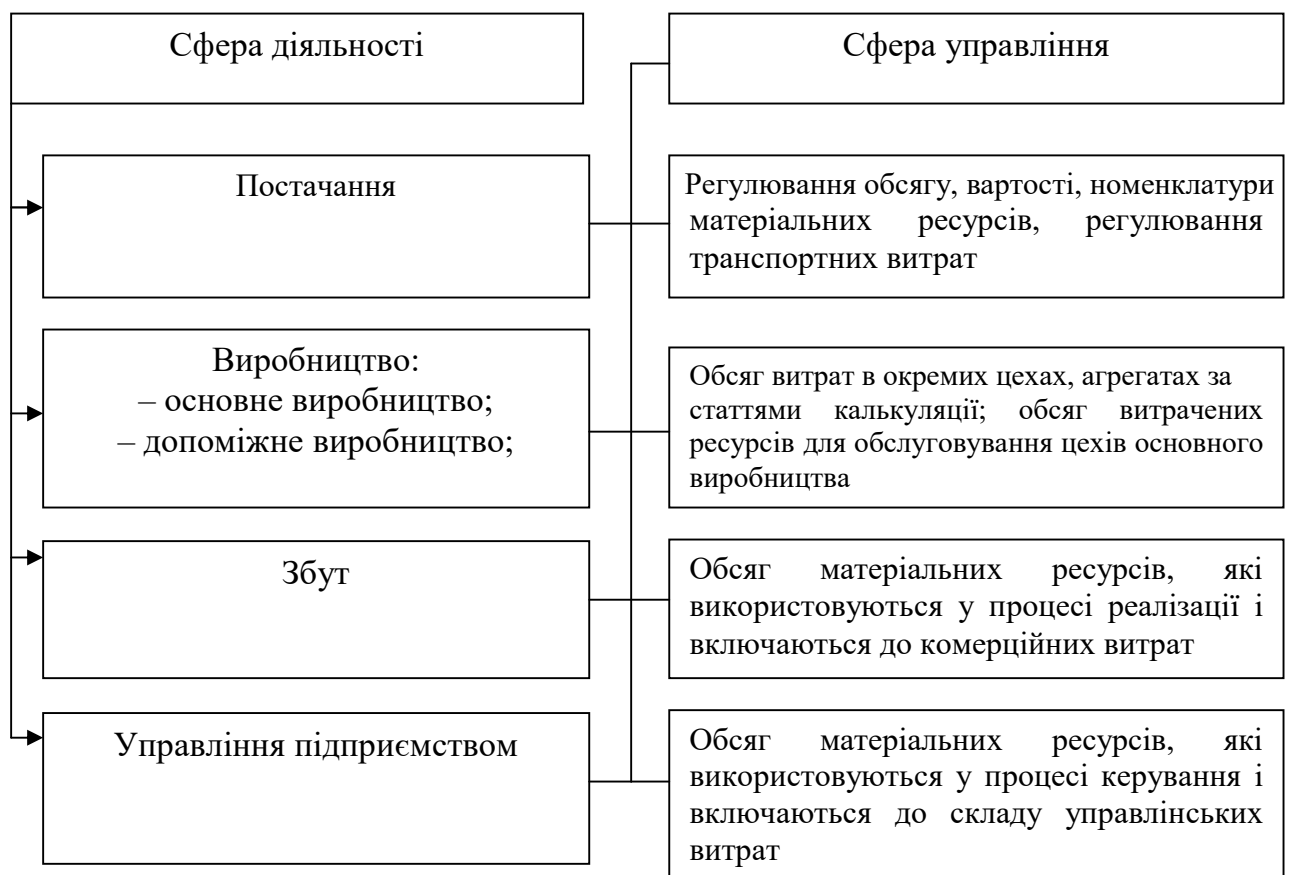 Сфера діяльності
Сфера управління
Постачання
Регулювання обсягу, вартості, номенклатури
матеріальних ресурсів, регулювання
транспортних витрат
Виробництво:
– основне виробництво;
– допоміжне виробництво;
Обсяг витрат в окремих цехах, агрегатах за
статтями калькуляції; обсяг витрачених
ресурсів для обслуговування цехів основного
виробництва
Збут
Обсяг матеріальних ресурсів, які
використовуються у процесі реалізації і
включаються до комерційних витрат
Управління підприємством
Обсяг матеріальних ресурсів, які
використовуються у процесі керування і
включаються до складу управлінських
витрат